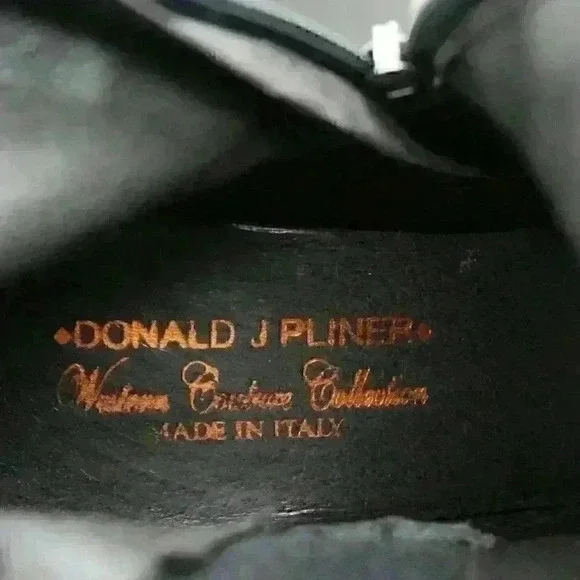 ◆DONALD J PLINER◆
Western Couture Collection
MADE IN ITALY